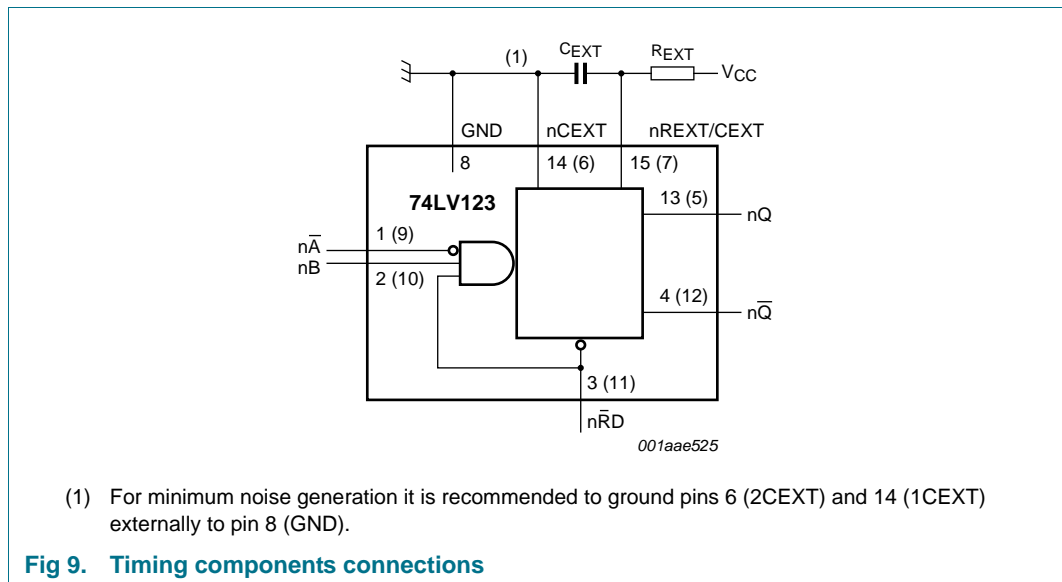 (1)
CEXT
REXT
VCC
GND
nCEXT
nREXT/CEXT
8
14 (6)
15 (7)
74LV123
13 (5)
nQ
1 (9)
nA̅
nB
2 (10)
4 (12)
nQ̅
3 (11)
nR̅D
001aae525
(1) For minimum noise generation it is recommended to ground pins 6 (2CEXT) and 14 (1CEXT)
externally to pin 8 (GND).
Fig 9. Timing components connections